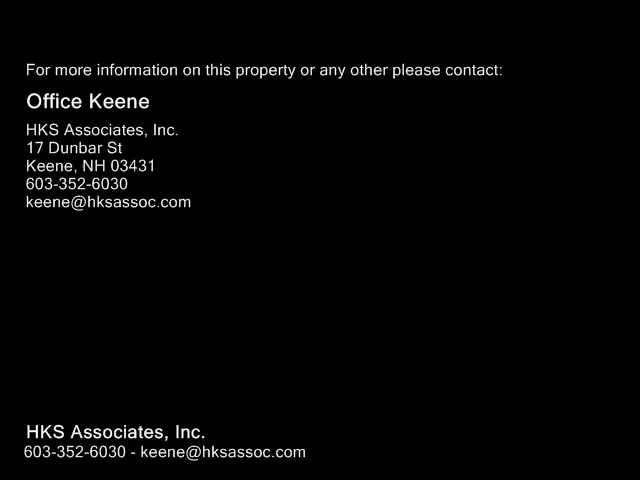 For more information on this property or any other please contact:
Office Keene
HKS Associates, Inc.
17 Dunbar St
Keene, NH 03431
603-352-6030
keene@hksassoc.com
HKS Associates, Inc.
603-352-6030 - keene@hksassoc.com